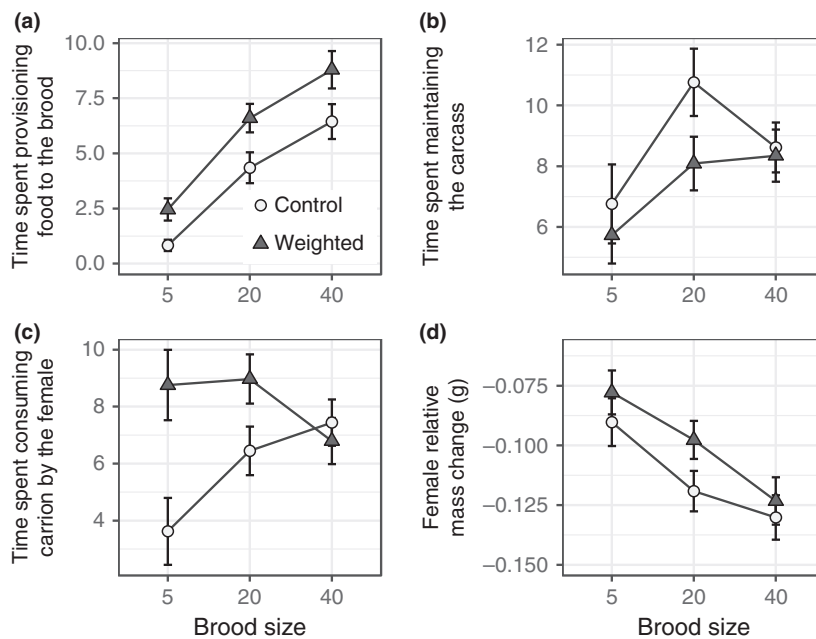 (a)
Time spent provisioning
food to the brood
10.0
7.5
5.0
2.5
0.0
Control
Weighted
5
20
40
(b)
Time spent maintaining
the carcass
12
10
8
6
5
20
40
(c)
Time spent consuming
carrion by the female
10
8
6
4
5
20
40
Brood size
(d)
Female relative
mass change (g)
−0.075
−0.100
−0.125
−0.150
5
20
40
Brood size